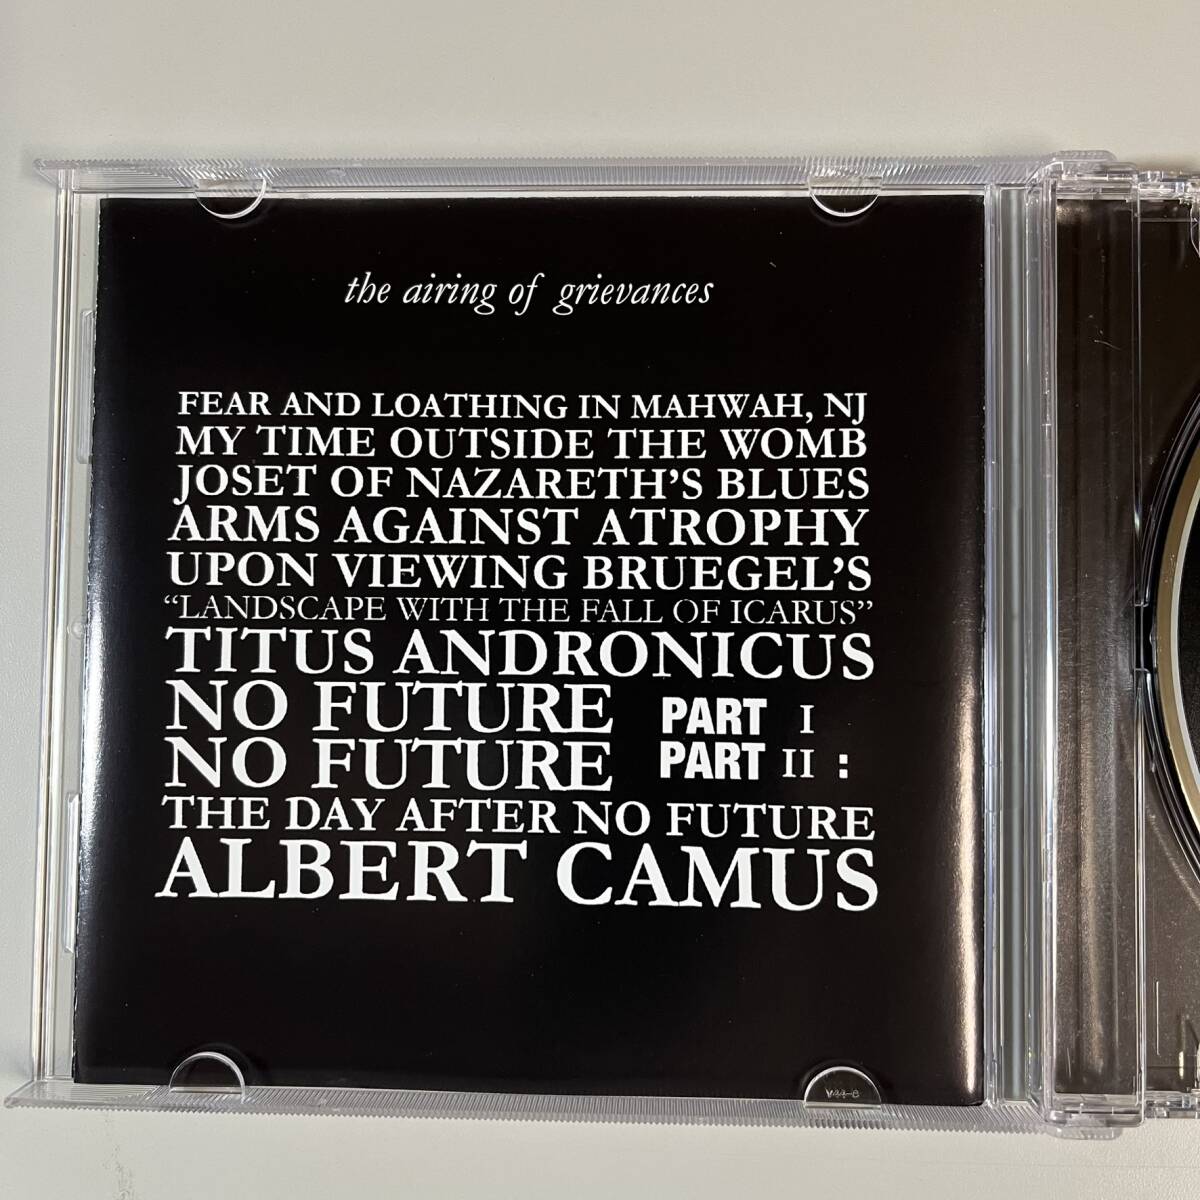 the airing of grievances
FEAR AND LOATHING IN MAHWAH, NJ
MY TIME OUTSIDE THE WOMB
JOSET OF NAZARETH'S BLUES
ARMS AGAINST ATROPHY
UPON VIEWING BRUEGEL'S
“LANDSCAPE WITH THE FALL OF ICARUS”
TITUS ANDRONICUS
NO FUTURE PART I
NO FUTURE PART II :
THE DAY AFTER NO FUTURE
ALBERT CAMUS